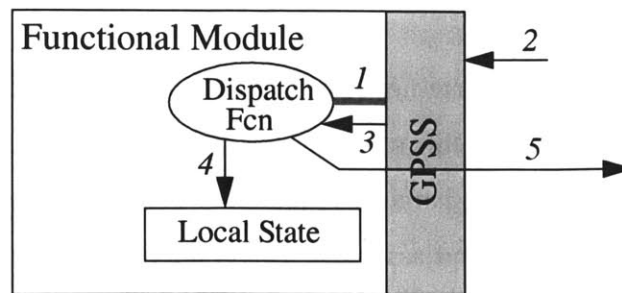 Functional Module
2
1
Dispatch
Fcn
3
GPSS
4
5
Local State